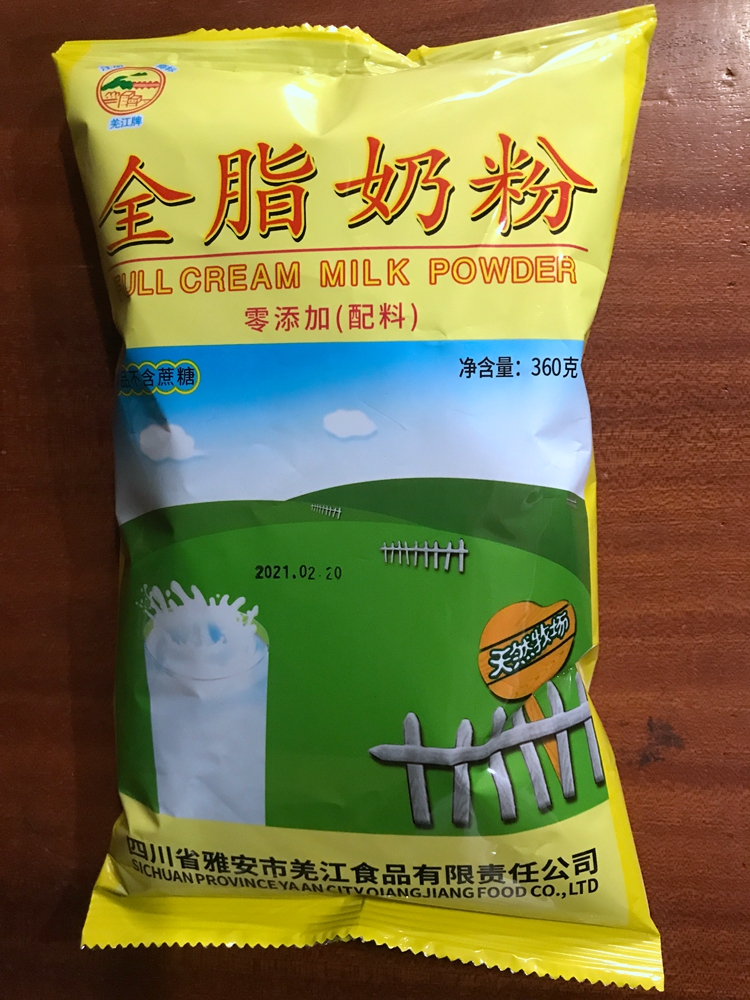 羌江牌
全脂奶粉
FULL CREAM MILK POWDER
零添加(配料)
不含蔗糖
净含量：360克
2021.02.20
天然牧场
四川省雅安市羌江食品有限责任公司
SICHUAN PROVINCE YAAN CITY QIANGJIANG FOOD CO.,LTD